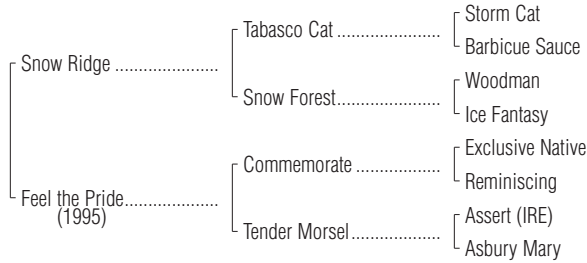 Storm Cat
Tabasco Cat ........................
Barbicue Sauce
Snow Ridge ........................
Woodman
Snow Forest........................
Ice Fantasy
Exclusive Native
Commemorate ...................
Reminiscing
Feel the Pride......................
(1995)
Assert (IRE)
Tender Morsel.....................
Asbury Mary